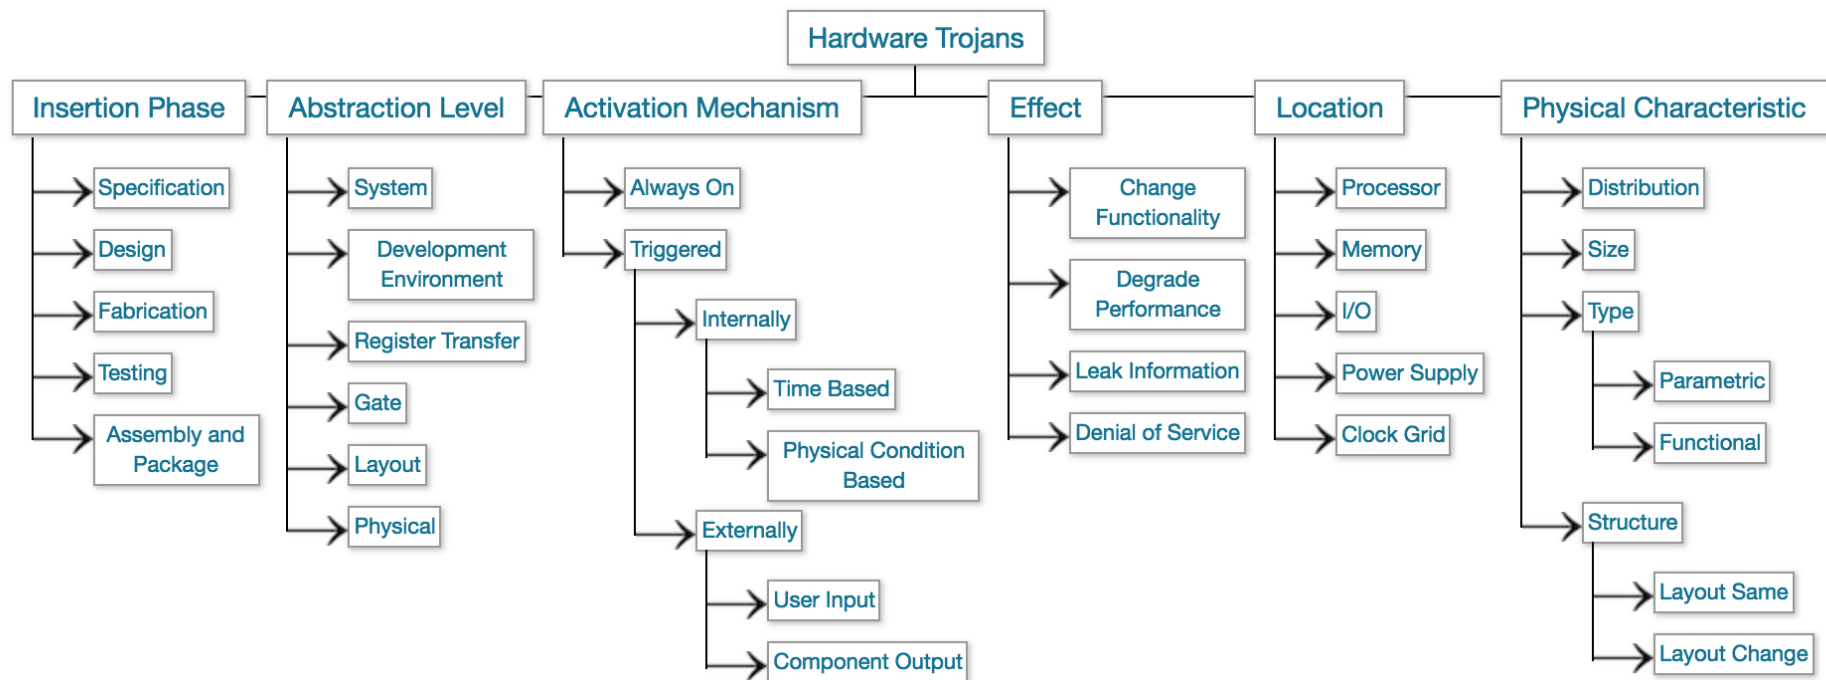 Hardware Trojans
Insertion Phase
Specification
Design
Fabrication
Testing
Assembly and
Package
Abstraction Level
System
Development
Environment
Register Transfer
Gate
Layout
Physical
Activation Mechanism
Always On
Triggered
Internally
Time Based
Physical Condition
Based
Externally
User Input
Component Output
Effect
Change
Functionality
Degrade
Performance
Leak Information
Denial of Service
Location
Processor
Memory
I/O
Power Supply
Clock Grid
Physical Characteristic
Distribution
Size
Type
Parametric
Functional
Structure
Layout Same
Layout Change